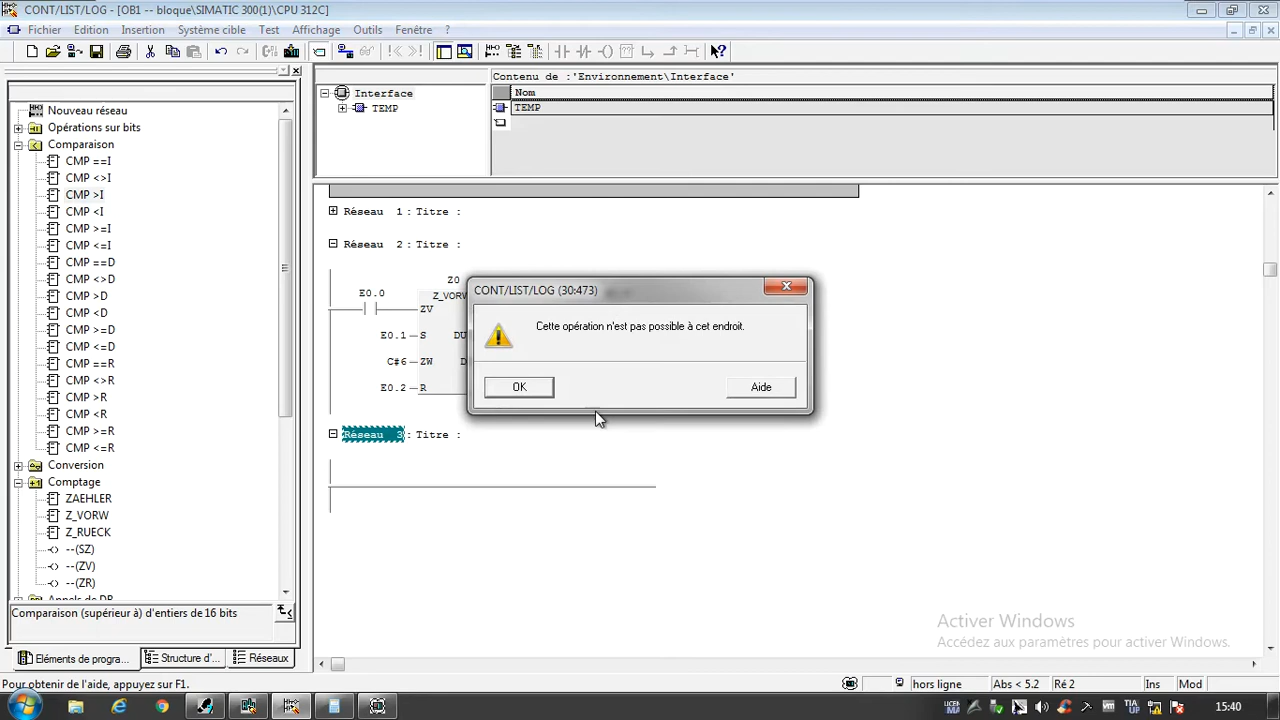 CONT/LIST/LOG - [OB1 -- bloque\SIMATIC 300(1)\CPU 312C]
Fichier Edition Insertion Système cible Test Affichage Outils Fenêtre ?
Nouveau réseau
Opérations sur bits
Comparaison
CMP ==I
CMP <>I
CMP >I
CMP <I
CMP >=I
CMP <=I
CMP ==D
CMP <>D
CMP >D
CMP <D
CMP >=D
CMP <=D
CMP ==R
CMP <>R
CMP >R
CMP <R
CMP >=R
CMP <=R
Conversion
Comptage
ZAEHLER
Z_VORW
Z_RUECK
--(SZ)
--(ZV)
--(ZR)
Appels de DB
Comparaison (supérieure à) d'entiers de 16 bits
Eléments de progra...
Structure d'...
Réseaux
Interface
TEMP
Contenu de :'Environnement\Interface'
Nom
TEMP
Réseau 1 : Titre :
Réseau 2 : Titre :
Z0
E0.0
Z_VORW
ZV
E0.1
S
DU
C#6
ZW
D
E0.2
R
Réseau 3 : Titre :
CONT/LIST/LOG (30:473)
Cette opération n'est pas possible à cet endroit.
OK
Aide
Activer Windows
Accédez aux paramètres pour activer Windows.
Pour obtenir de l'aide, appuyez sur F1.
hors ligne
Abs < 5.2
Ré 2
Ins
Mod
15:40